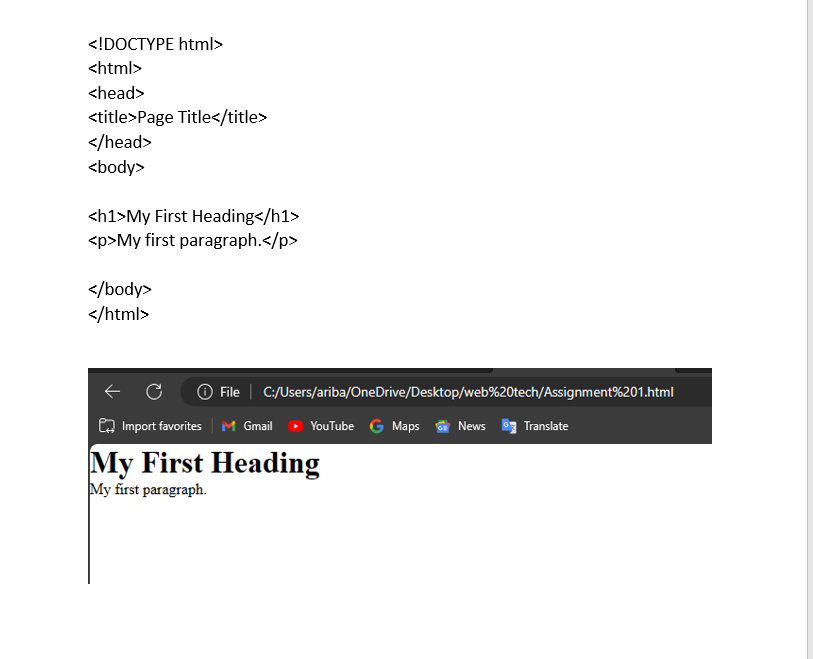 <!DOCTYPE html>
<html>
<head>
<title>Page Title</title>
</head>
<body>
<h1>My First Heading</h1>
<p>My first paragraph.</p>
</body>
</html>
File C:/Users/ariba/OneDrive/Desktop/web%20tech/Assignment%201.html
Import favorites Gmail YouTube Maps News Translate
My First Heading
My first paragraph.